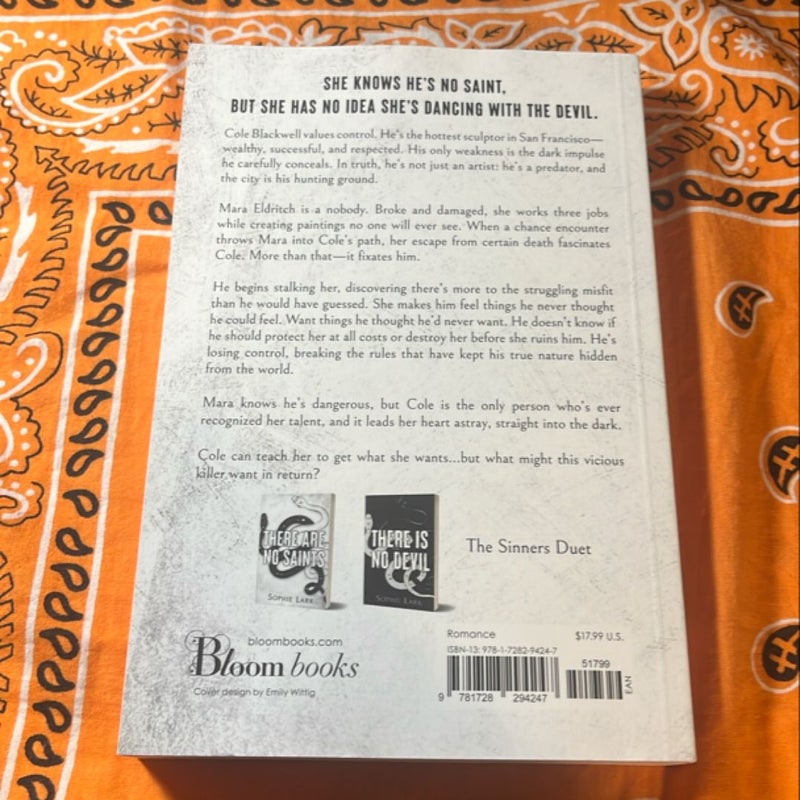 SHE KNOWS HE'S NO SAINT,
BUT SHE HAS NO IDEA SHE'S DANCING WITH THE DEVIL.
Cole Blackwell values control. He's the hottest sculptor in San Francisco—
wealthy, successful, and respected. His only weakness is the dark impulse
he carefully conceals. In truth, he's not just an artist: he's a predator, and
the city is his hunting ground.
Mara Eldritch is a nobody. Broke and damaged, she works three jobs
while creating paintings no one will ever see. When a chance encounter
throws Mara into Cole's path, her escape from certain death fascinates
Cole. More than that—it fixates him.
He begins stalking her, discovering there's more to the struggling misfit
than he would have guessed. She makes him feel things he never thought
he could feel. Want things he thought he'd never want. He doesn't know if
he should protect her at all costs or destroy her before she ruins him. He's
losing control, breaking the rules that have kept his true nature hidden
from the world.
Mara knows he's dangerous, but Cole is the only person who's ever
recognized her talent, and it leads her heart astray, straight into the dark.
Cole can teach her to get what she wants...but what might this vicious
killer want in return?
THERE ARE
NO SAINTS
SOPHIE LARK
THERE IS
NO DEVIL
SOPHIE LARK
The Sinners Duet
bloombooks.com
Bloom books
Cover design by Emily Wittig
Romance $17.99 U.S.
ISBN-13: 978-1-7282-9424-7
51799
9 781728 294247
EAN